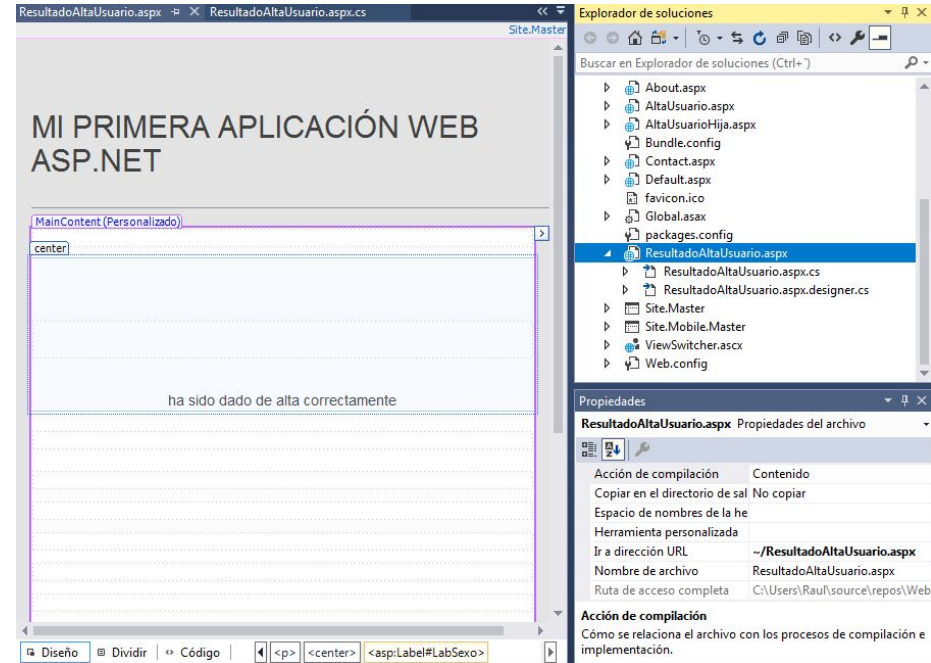 ResultadoAltaUsuario.aspx
ResultadoAltaUsuario.aspx.cs
Site.Master
MI PRIMERA APLICACIÓN WEB
ASP.NET
MainContent (Personalizado)
center
ha sido dado de alta correctamente
Diseño
Dividir
Código
<p>
<center>
<asp:Label#LabSexo>
Explorador de soluciones
Buscar en Explorador de soluciones (Ctrl+¨)
About.aspx
AltaUsuario.aspx
AltaUsuarioHija.aspx
Bundle.config
Contact.aspx
Default.aspx
favicon.ico
Global.asax
packages.config
ResultadoAltaUsuario.aspx
ResultadoAltaUsuario.aspx.cs
ResultadoAltaUsuario.aspx.designer.cs
Site.Master
Site.Mobile.Master
ViewSwitcher.ascx
Web.config
Propiedades
ResultadoAltaUsuario.aspx Propiedades del archivo
Acción de compilación Contenido
Copiar en el directorio de sal No copiar
Espacio de nombres de la he
Herramienta personalizada
Ir a dirección URL ~/ResultadoAltaUsuario.aspx
Nombre de archivo ResultadoAltaUsuario.aspx
Ruta de acceso completa C:\Users\Raul\source\repos\Web
Acción de compilación
Cómo se relaciona el archivo con los procesos de compilación e
implementación.